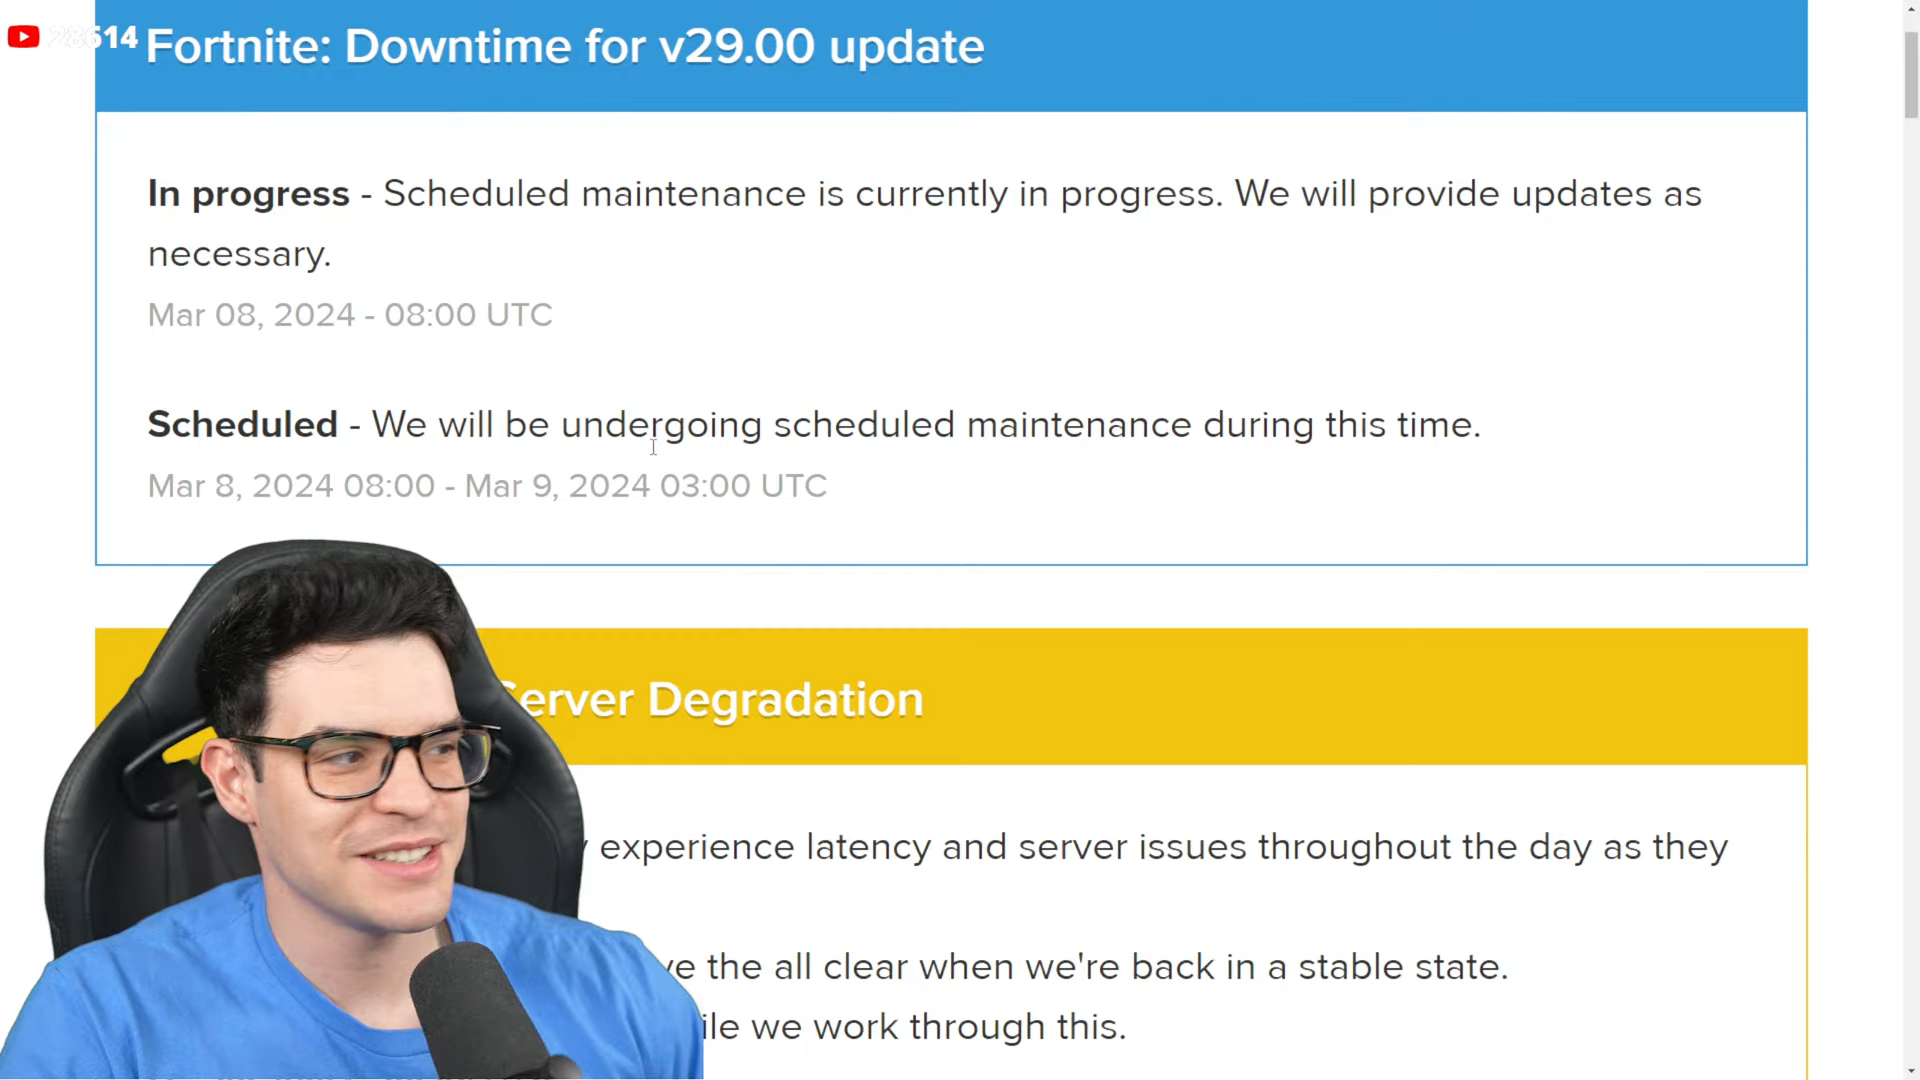 28614
Fortnite: Downtime for v29.00 update
In progress - Scheduled maintenance is currently in progress. We will provide updates as
necessary.
Mar 08, 2024 - 08:00 UTC
Scheduled - We will be undergoing scheduled maintenance during this time.
Mar 8, 2024 08:00 - Mar 9, 2024 03:00 UTC
Server Degradation
experience latency and server issues throughout the day as they
the all clear when we're back in a stable state.
we work through this.